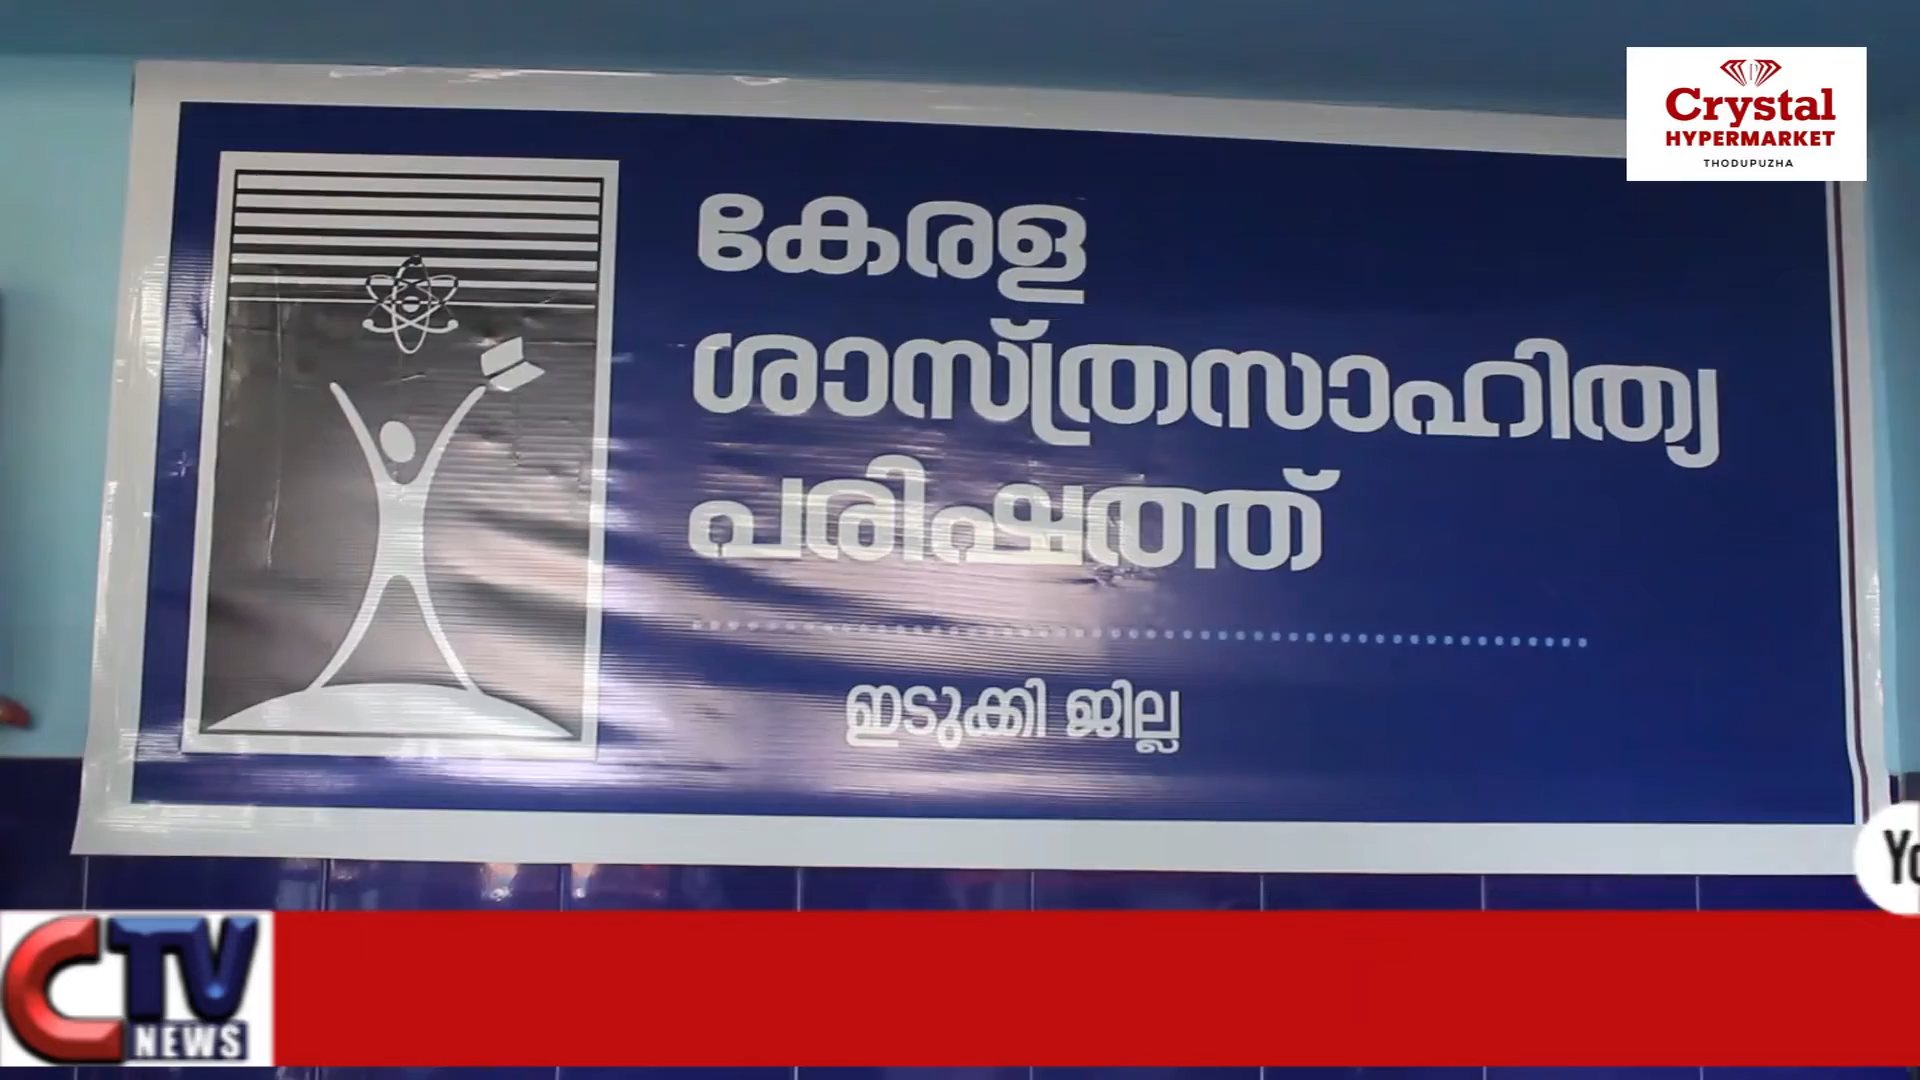 Crystal
HYPERMARKET
THODUPUZHA
കേരള
ശാസ്ത്രസാഹിത്യ
പരിഷത്ത്
ഇടുക്കി ജില്ല
CTV
NEWS